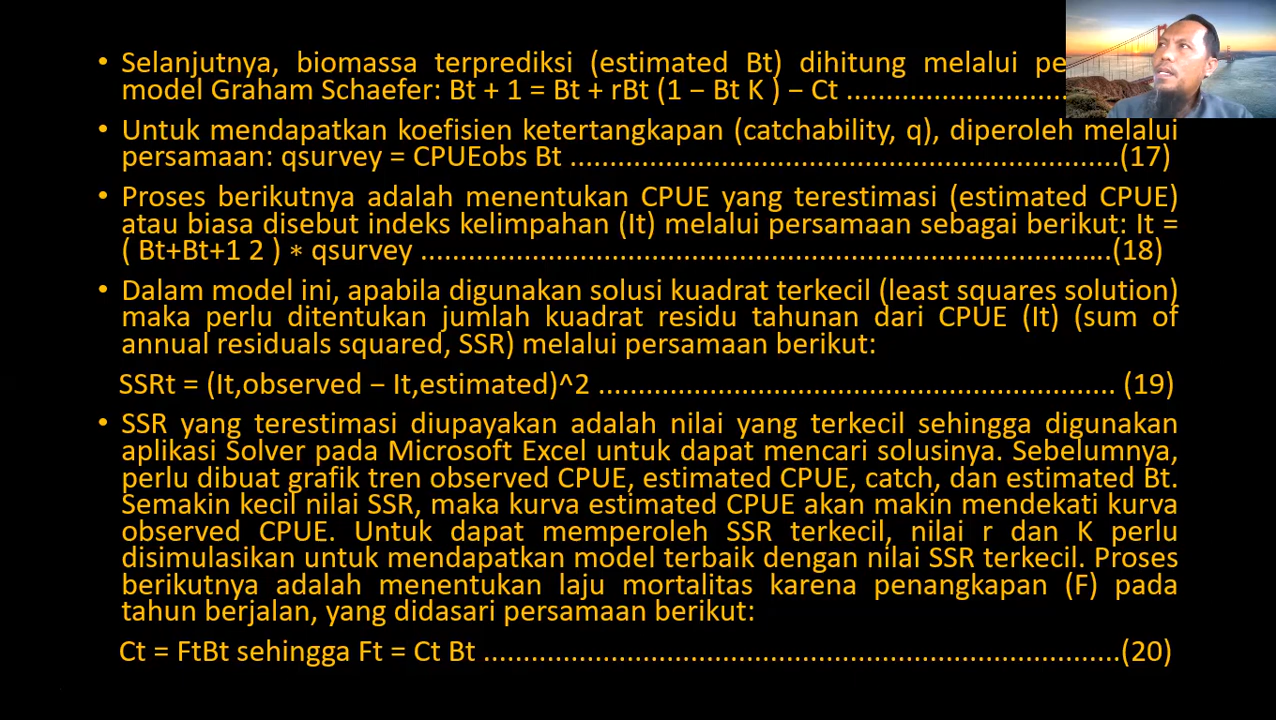 • Selanjutnya, biomassa terprediksi (estimated Bt) dihitung melalui
model Graham Schaefer: Bt + 1 = Bt + rBt (1 − Bt K ) − Ct ............................
• Untuk mendapatkan koefisien ketertangkapan (catchability, q), diperoleh melalui
persamaan: qsurvey = CPUEobs Bt .....................................................................(17)
• Proses berikutnya adalah menentukan CPUE yang terestimasi (estimated CPUE)
atau biasa disebut indeks kelimpahan (It) melalui persamaan sebagai berikut: It =
( Bt+Bt+1 2 ) ∗ qsurvey .....................................................................................(18)
• Dalam model ini, apabila digunakan solusi kuadrat terkecil (least squares solution)
maka perlu ditentukan jumlah kuadrat residu tahunan dari CPUE (It) (sum of
annual residuals squared, SSR) melalui persamaan berikut:
SSRt = (It,observed − It,estimated)^2 ................................................................. (19)
• SSR yang terestimasi diupayakan adalah nilai yang terkecil sehingga digunakan
aplikasi Solver pada Microsoft Excel untuk dapat mencari solusinya. Sebelumnya,
perlu dibuat grafik tren observed CPUE, estimated CPUE, catch, dan estimated Bt.
Semakin kecil nilai SSR, maka kurva estimated CPUE akan makin mendekati kurva
observed CPUE. Untuk dapat memperoleh SSR terkecil, nilai r dan K perlu
disimulasikan untuk mendapatkan model terbaik dengan nilai SSR terkecil. Proses
berikutnya adalah menentukan laju mortalitas karena penangkapan (F) pada
tahun berjalan, yang didasari persamaan berikut:
Ct = FtBt sehingga Ft = Ct Bt ................................................................................(20)